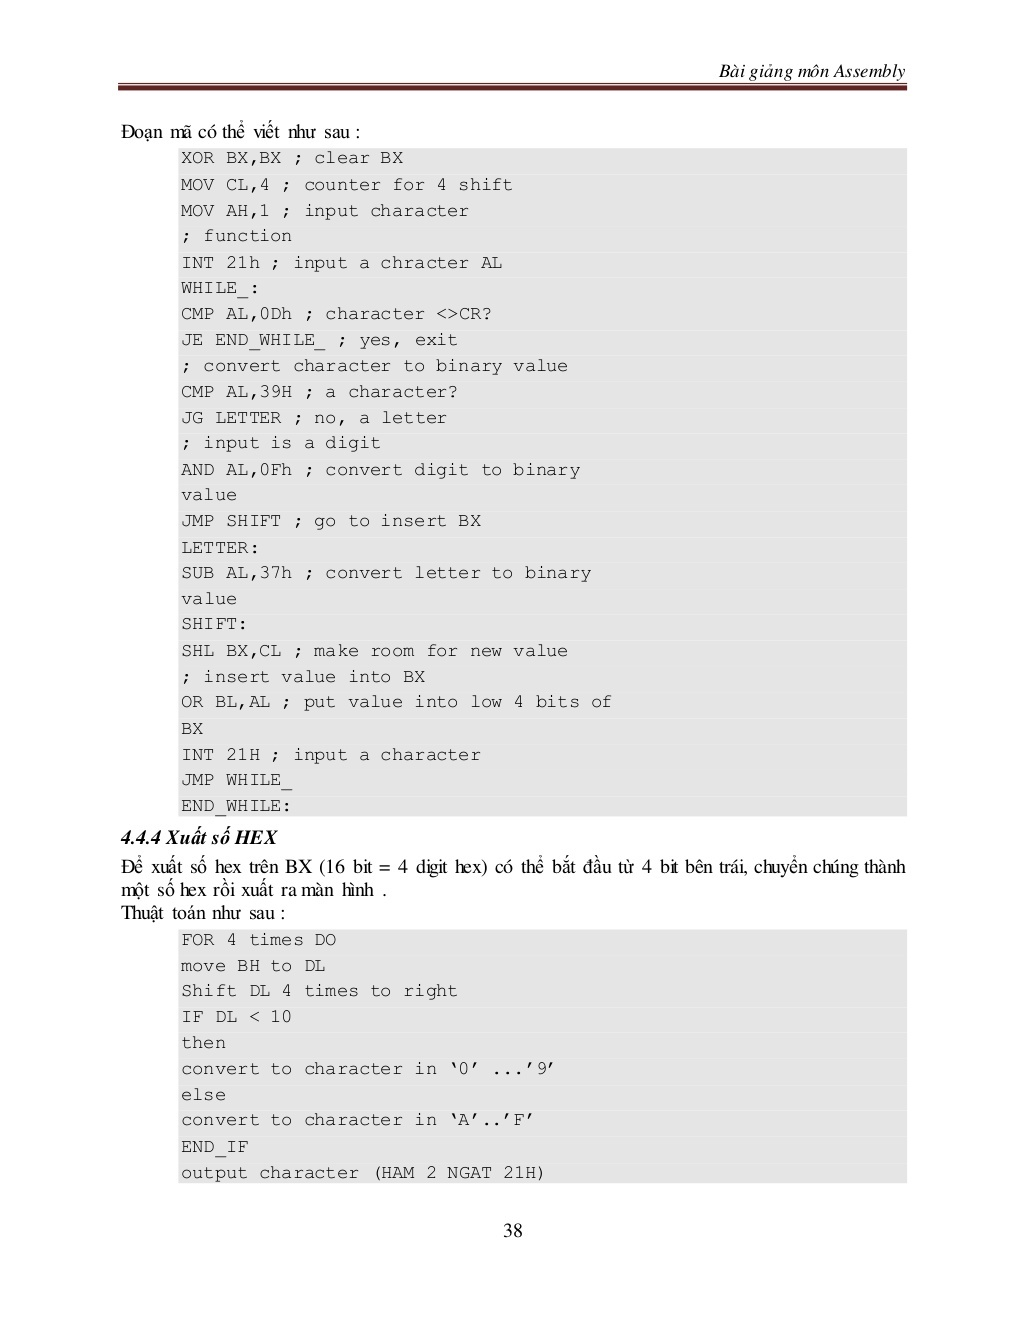 Bài giảng môn Assembly
Đoạn mã có thể viết như sau :
XOR BX,BX ; clear BX
MOV CL,4 ; counter for 4 shift
MOV AH,1 ; input character
; function
INT 21h ; input a chracter AL
WHILE_:
CMP AL,0Dh ; character <>CR?
JE END_WHILE_ ; yes, exit
; convert character to binary value
CMP AL,39H ; a character?
JG LETTER ; no, a letter
; input is a digit
AND AL,0Fh ; convert digit to binary
value
JMP SHIFT ; go to insert BX
LETTER:
SUB AL,37h ; convert letter to binary
value
SHIFT:
SHL BX,CL ; make room for new value
; insert value into BX
OR BL,AL ; put value into low 4 bits of
BX
INT 21H ; input a character
JMP WHILE_
END_WHILE:
4.4.4 Xuất số HEX
Để xuất số hex trên BX (16 bit = 4 digit hex) có thể bắt đầu từ 4 bit bên trái, chuyển chúng thành
một số hex rồi xuất ra màn hình .
Thuật toán như sau :
FOR 4 times DO
move BH to DL
Shift DL 4 times to right
IF DL < 10
then
convert to character in ‘0’ ...’9’
else
convert to character in ‘A’..’F’
END_IF
output character (HAM 2 NGAT 21H)
38